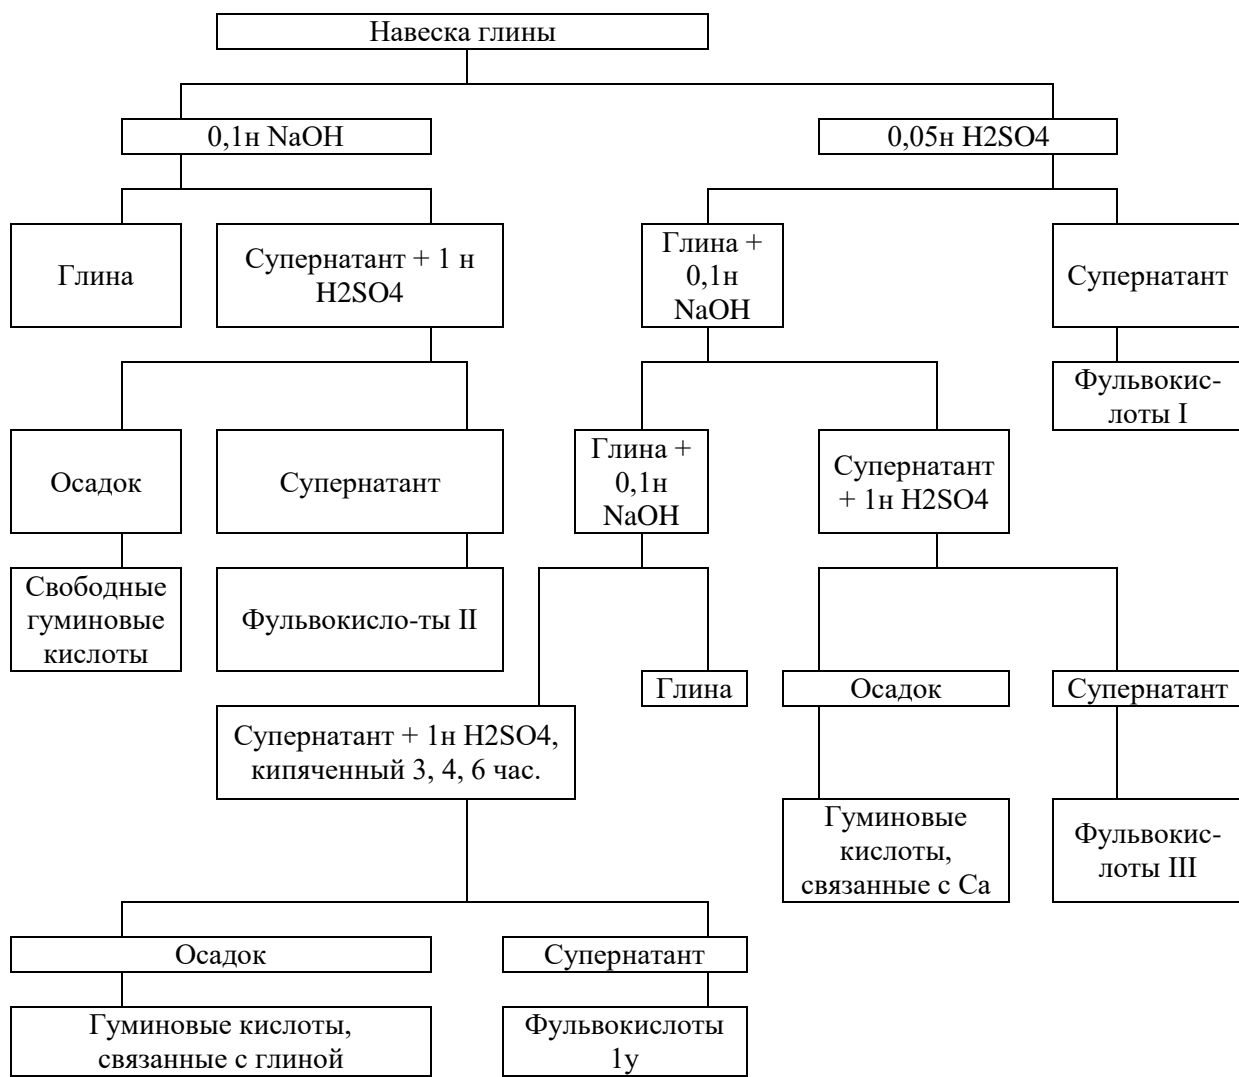 Навеска глины
0,1н NaOH
0,05н H2SO4
Глина
Супернатант + 1 н
H2SO4
Глина +
0,1н
NaOH
Супернатант
Фульвокис-
лоты I
Осадок
Супернатант
Глина +
0,1н
NaOH
Супернатант
+ 1н H2SO4
Свободные
гуминовые
кислоты
Фульвокисло-ты II
Глина
Осадок
Супернатант
Супернатант + 1н H2SO4,
кипяченный 3, 4, 6 час.
Гуминовые
кислоты,
связанные с Ca
Фульвокис-
лоты III
Осадок
Супернатант
Гуминовые кислоты,
связанные с глиной
Фульвокислоты
1у